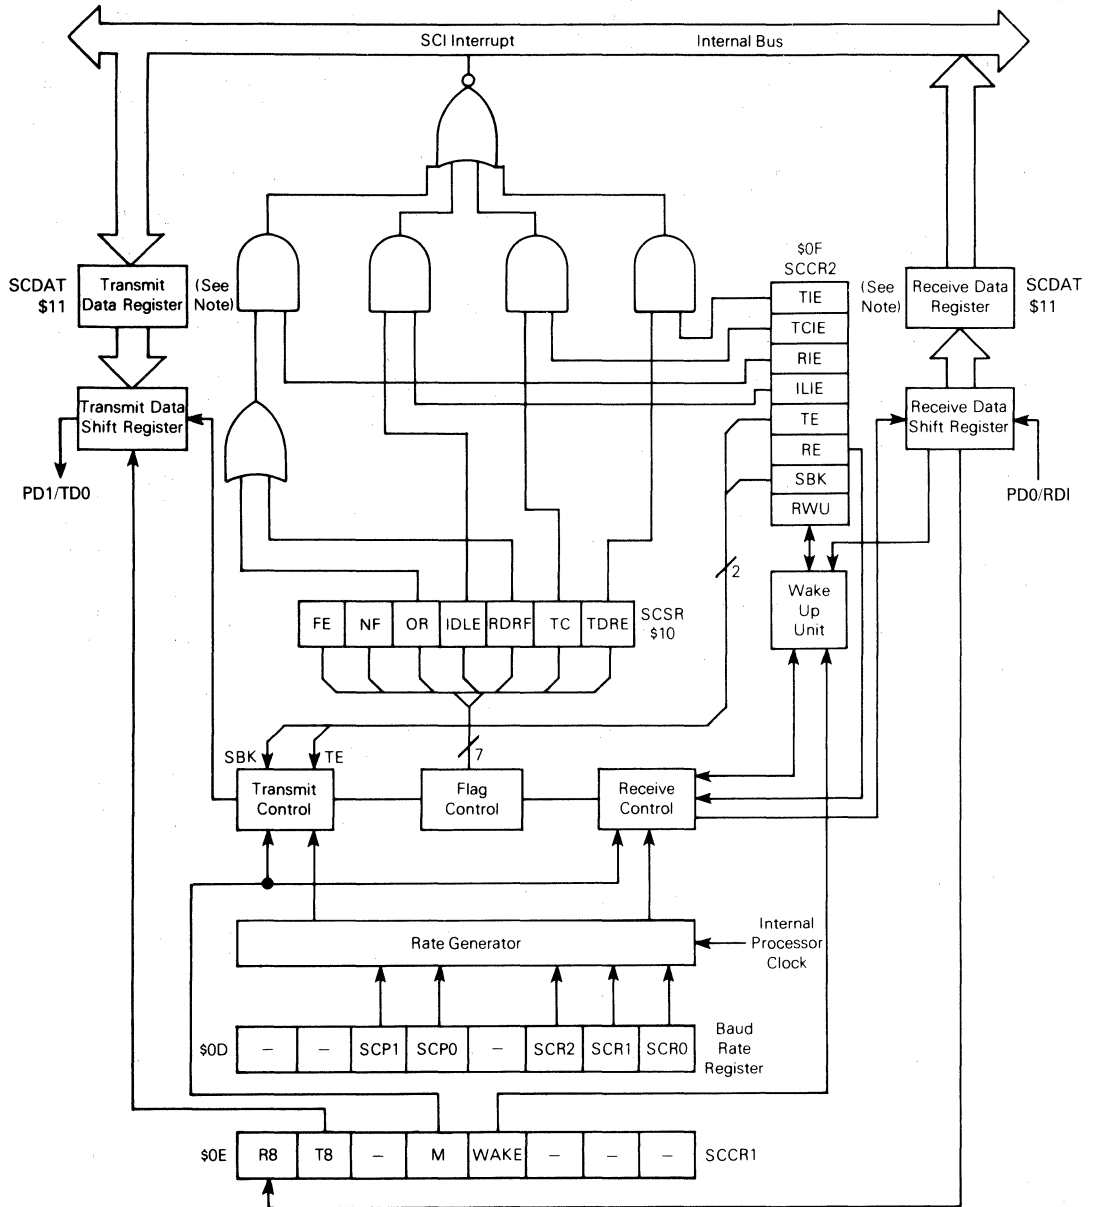 SCI Interrupt
Internal Bus
SCDAT
$11
Transmit
Data Register
(See
Note)
$0F
SCCR2
TIE
TCIE
RIE
ILIE
TE
RE
SBK
RWU
(See
Note)
Receive Data
Register
SCDAT
$11
Transmit Data
Shift Register
Receive Data
Shift Register
PD1/TD0
PD0/RDI
2
Wake
Up
Unit
FE
NF
OR
IDLE
RDRF
TC
TDRE
SCSR
$10
SBK
TE
7
Transmit
Control
Flag
Control
Receive
Control
Rate Generator
Internal
Processor
Clock
$0D
–
–
SCP1
SCP0
–
SCR2
SCR1
SCR0
Baud
Rate
Register
$0E
R8
T8
–
M
WAKE
–
–
–
SCCR1